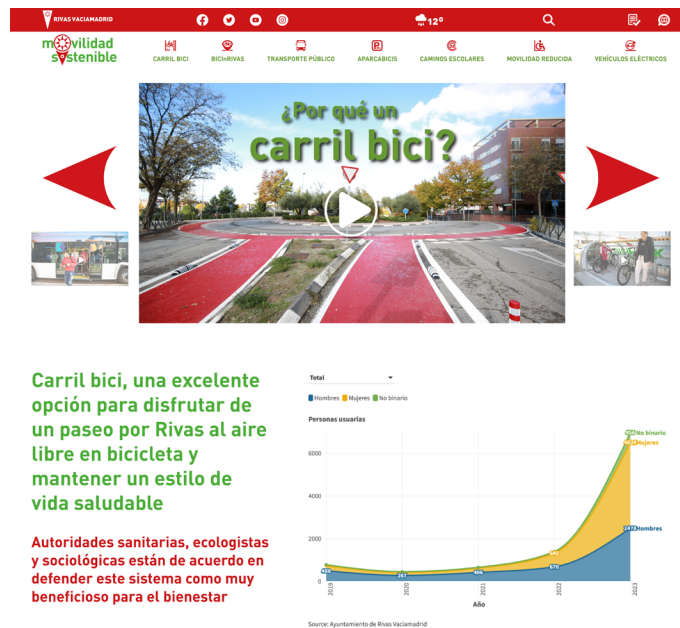 RIVAS VACIAMADRID
12º
movilidad
sostenible
CARRIL BICI
BICINRIVAS
TRANSPORTE PÚBLICO
APARCABICIS
CAMINOS ESCOLARES
MOVILIDAD REDUCIDA
VEHÍCULOS ELÉCTRICOS
¿Por qué un
carril bici?
Carril bici, una excelente
opción para disfrutar de
un paseo por Rivas al aire
libre en bicicleta y
mantener un estilo de
vida saludable
Autoridades sanitarias, ecologistas
y sociológicas están de acuerdo en
defender este sistema como muy
beneficioso para el bienestar
Total
Hombres Mujeres No binario
Personas usuarias
6000
4000
2000
0
267
406
670
2478
No binario
Mujeres
Hombres
2019
2020
2021
2022
2023
Año
Source: Ayuntamiento de Rivas Vaciamadrid